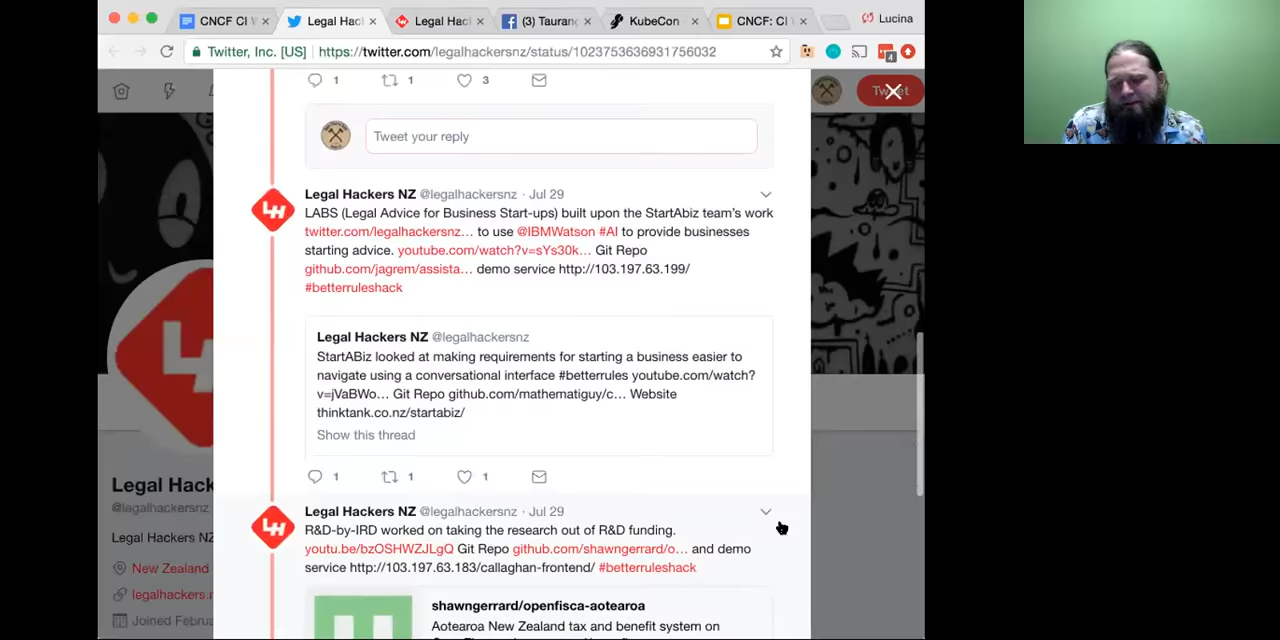 CNCF CI W
Legal Hac
Legal Hac
(3) Tauran
KubeCon
CNCF: CI V
Lucina
Twitter, Inc. [US]
https://twitter.com/legalhackersnz/status/1023753636931756032
4
1
1
3
Tweet
Tweet your reply
Legal Hackers NZ @legalhackersnz · Jul 29
LABS (Legal Advice for Business Start-ups) built upon the StartAbiz team's work
twitter.com/legalhackersnz… to use @IBMWatson #AI to provide businesses
starting advice. youtube.com/watch?v=sYs30k… Git Repo
github.com/jagrem/assista… demo service http://103.197.63.199/
#betterruleshack
Legal Hackers NZ @legalhackersnz
StartABiz looked at making requirements for starting a business easier to
navigate using a conversational interface #betterrules youtube.com/watch?
v=jVaBWo… Git Repo github.com/mathematiguy/c… Website
thinktank.co.nz/startabiz/
Show this thread
1
1
1
Legal Hack
@legalhackersnz
Legal Hackers NZ
New Zealand
legalhackers.r
Joined Februa
Legal Hackers NZ @legalhackersnz · Jul 29
R&D-by-IRD worked on taking the research out of R&D funding.
youtu.be/bzOSHWZJLgQ Git Repo github.com/shawngerrard/o… and demo
service http://103.197.63.183/callaghan-frontend/ #betterruleshack
shawngerrard/openfisca-aotearoa
Aotearoa New Zealand tax and benefit system on